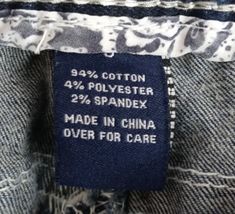 94% COTTON
4% POLYESTER
2% SPANDEX
MADE IN CHINA
OVER FOR CARE